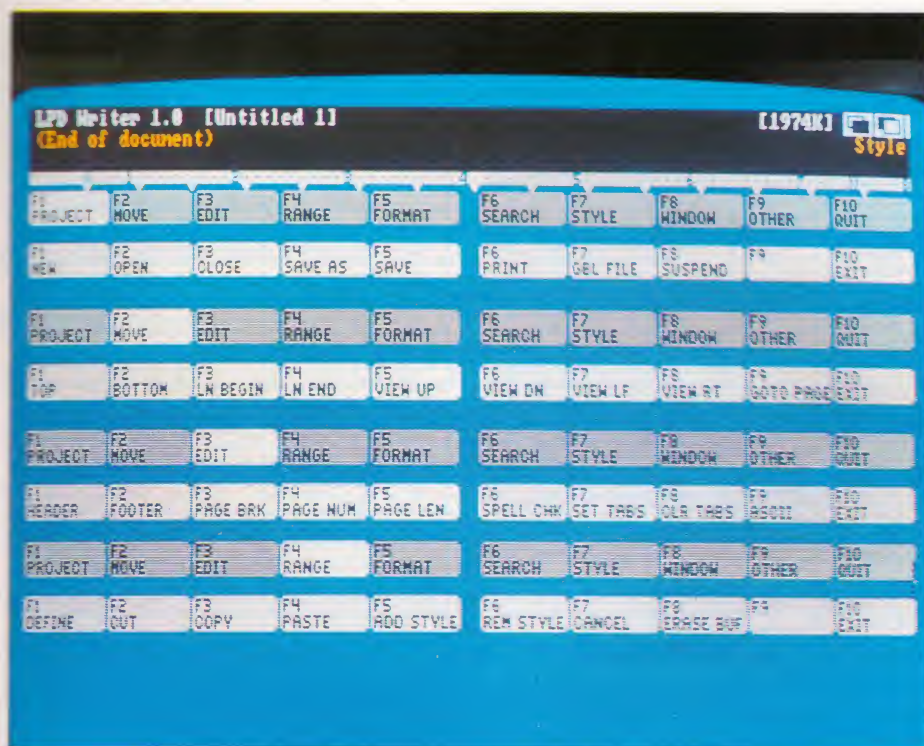 LPD Writer 1.0 [Untitled 1] [1974K]
(End of document) Style
F1 F2 F3 F4 F5 F6 F7 F8 F9 F10
PROJECT MOVE EDIT RANGE FORMAT SEARCH STYLE WINDOW OTHER QUIT
F1 F2 F3 F4 F5 F6 F7 F8 F9 F10
NEW OPEN CLOSE SAVE AS SAVE PRINT GBL FILE SUSPEND EXIT
F1 F2 F3 F4 F5 F6 F7 F8 F9 F10
PROJECT MOVE EDIT RANGE FORMAT SEARCH STYLE WINDOW OTHER QUIT
F1 F2 F3 F4 F5 F6 F7 F8 F9 F10
TOP BOTTOM LN BEGIN LN END VIEW UP VIEW DN VIEW LF VIEW RT GOTO PAGE EXIT
F1 F2 F3 F4 F5 F6 F7 F8 F9 F10
PROJECT MOVE EDIT RANGE FORMAT SEARCH STYLE WINDOW OTHER QUIT
F1 F2 F3 F4 F5 F6 F7 F8 F9 F10
HEADER FOOTER PAGE BRK PAGE NUM PAGE LEN SPELL CHK SET TABS CLR TABS ASCII EXIT
F1 F2 F3 F4 F5 F6 F7 F8 F9 F10
PROJECT MOVE EDIT RANGE FORMAT SEARCH STYLE WINDOW OTHER QUIT
F1 F2 F3 F4 F5 F6 F7 F8 F9 F10
DEFINE CUT COPY PASTE ADD STYLE REM STYLE CANCEL ERASE BUF EXIT